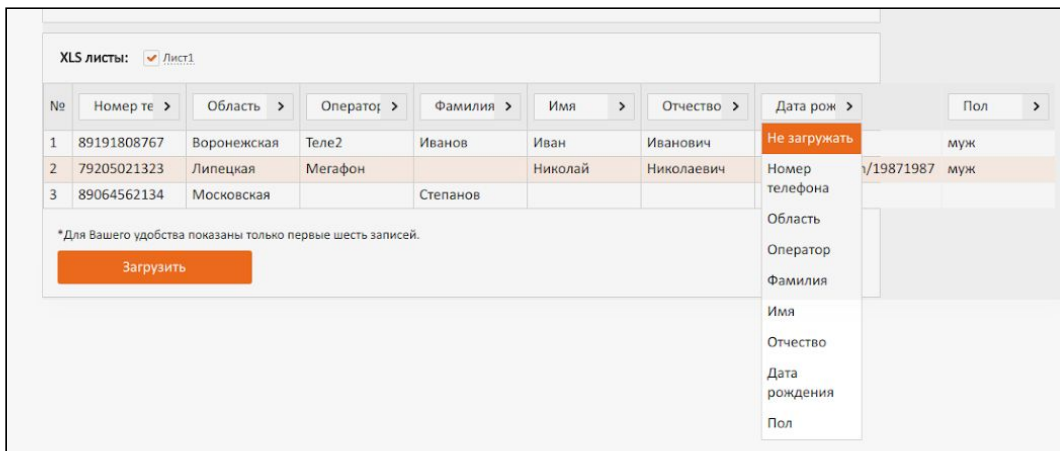 XLS листы: Лист1
№ Номер те Область Оператор Фамилия Имя Отчество Дата рож Пол
1 89191808767 Воронежская Теле2 Иванов Иван Иванович муж
2 79205021323 Липецкая Мегафон Николай Николаевич /19871987 муж
3 89064562134 Московская Степанов
Не загружать
Номер
телефона
Область
Оператор
Фамилия
Имя
Отчество
Дата
рождения
Пол
*Для Вашего удобства показаны только первые шесть записей.
Загрузить